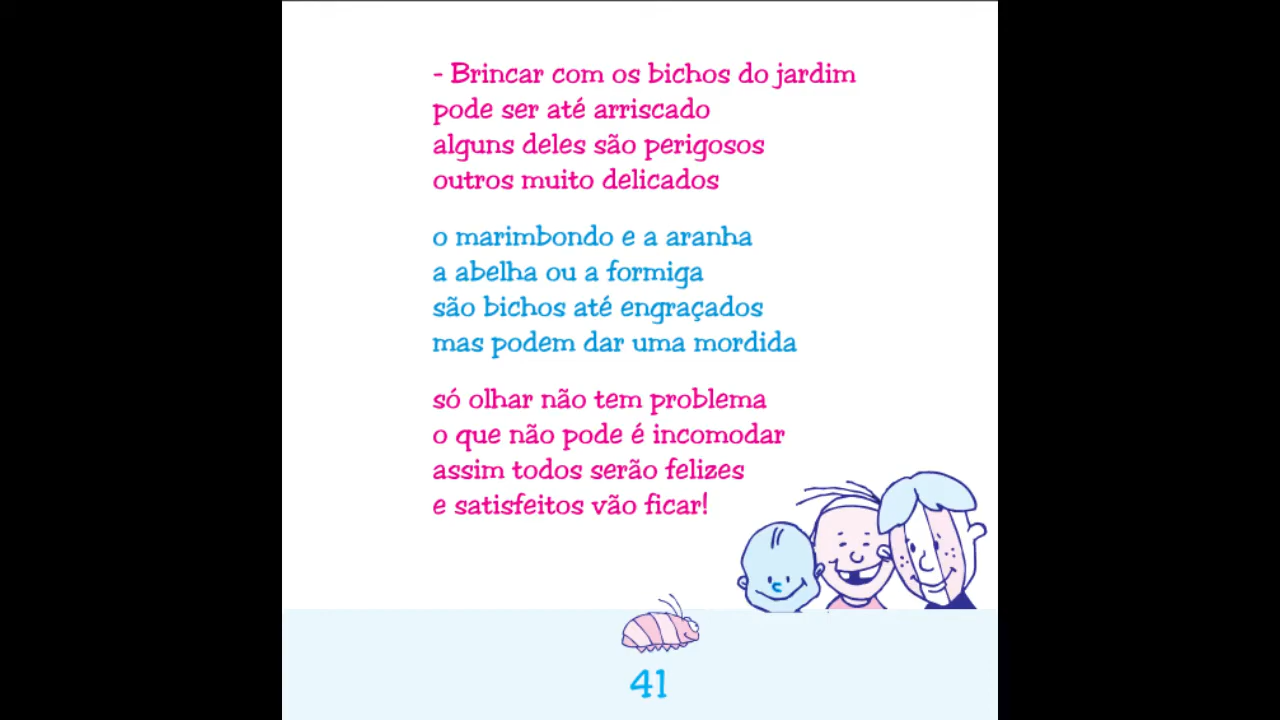 - Brincar com os bichos do jardim
pode ser até arriscado
alguns deles são perigosos
outros muito delicados
o marimbondo e a aranha
a abelha ou a formiga
são bichos até engraçados
mas podem dar uma mordida
só olhar não tem problema
o que não pode é incomodar
assim todos serão felizes
e satisfeitos vão ficar!
41